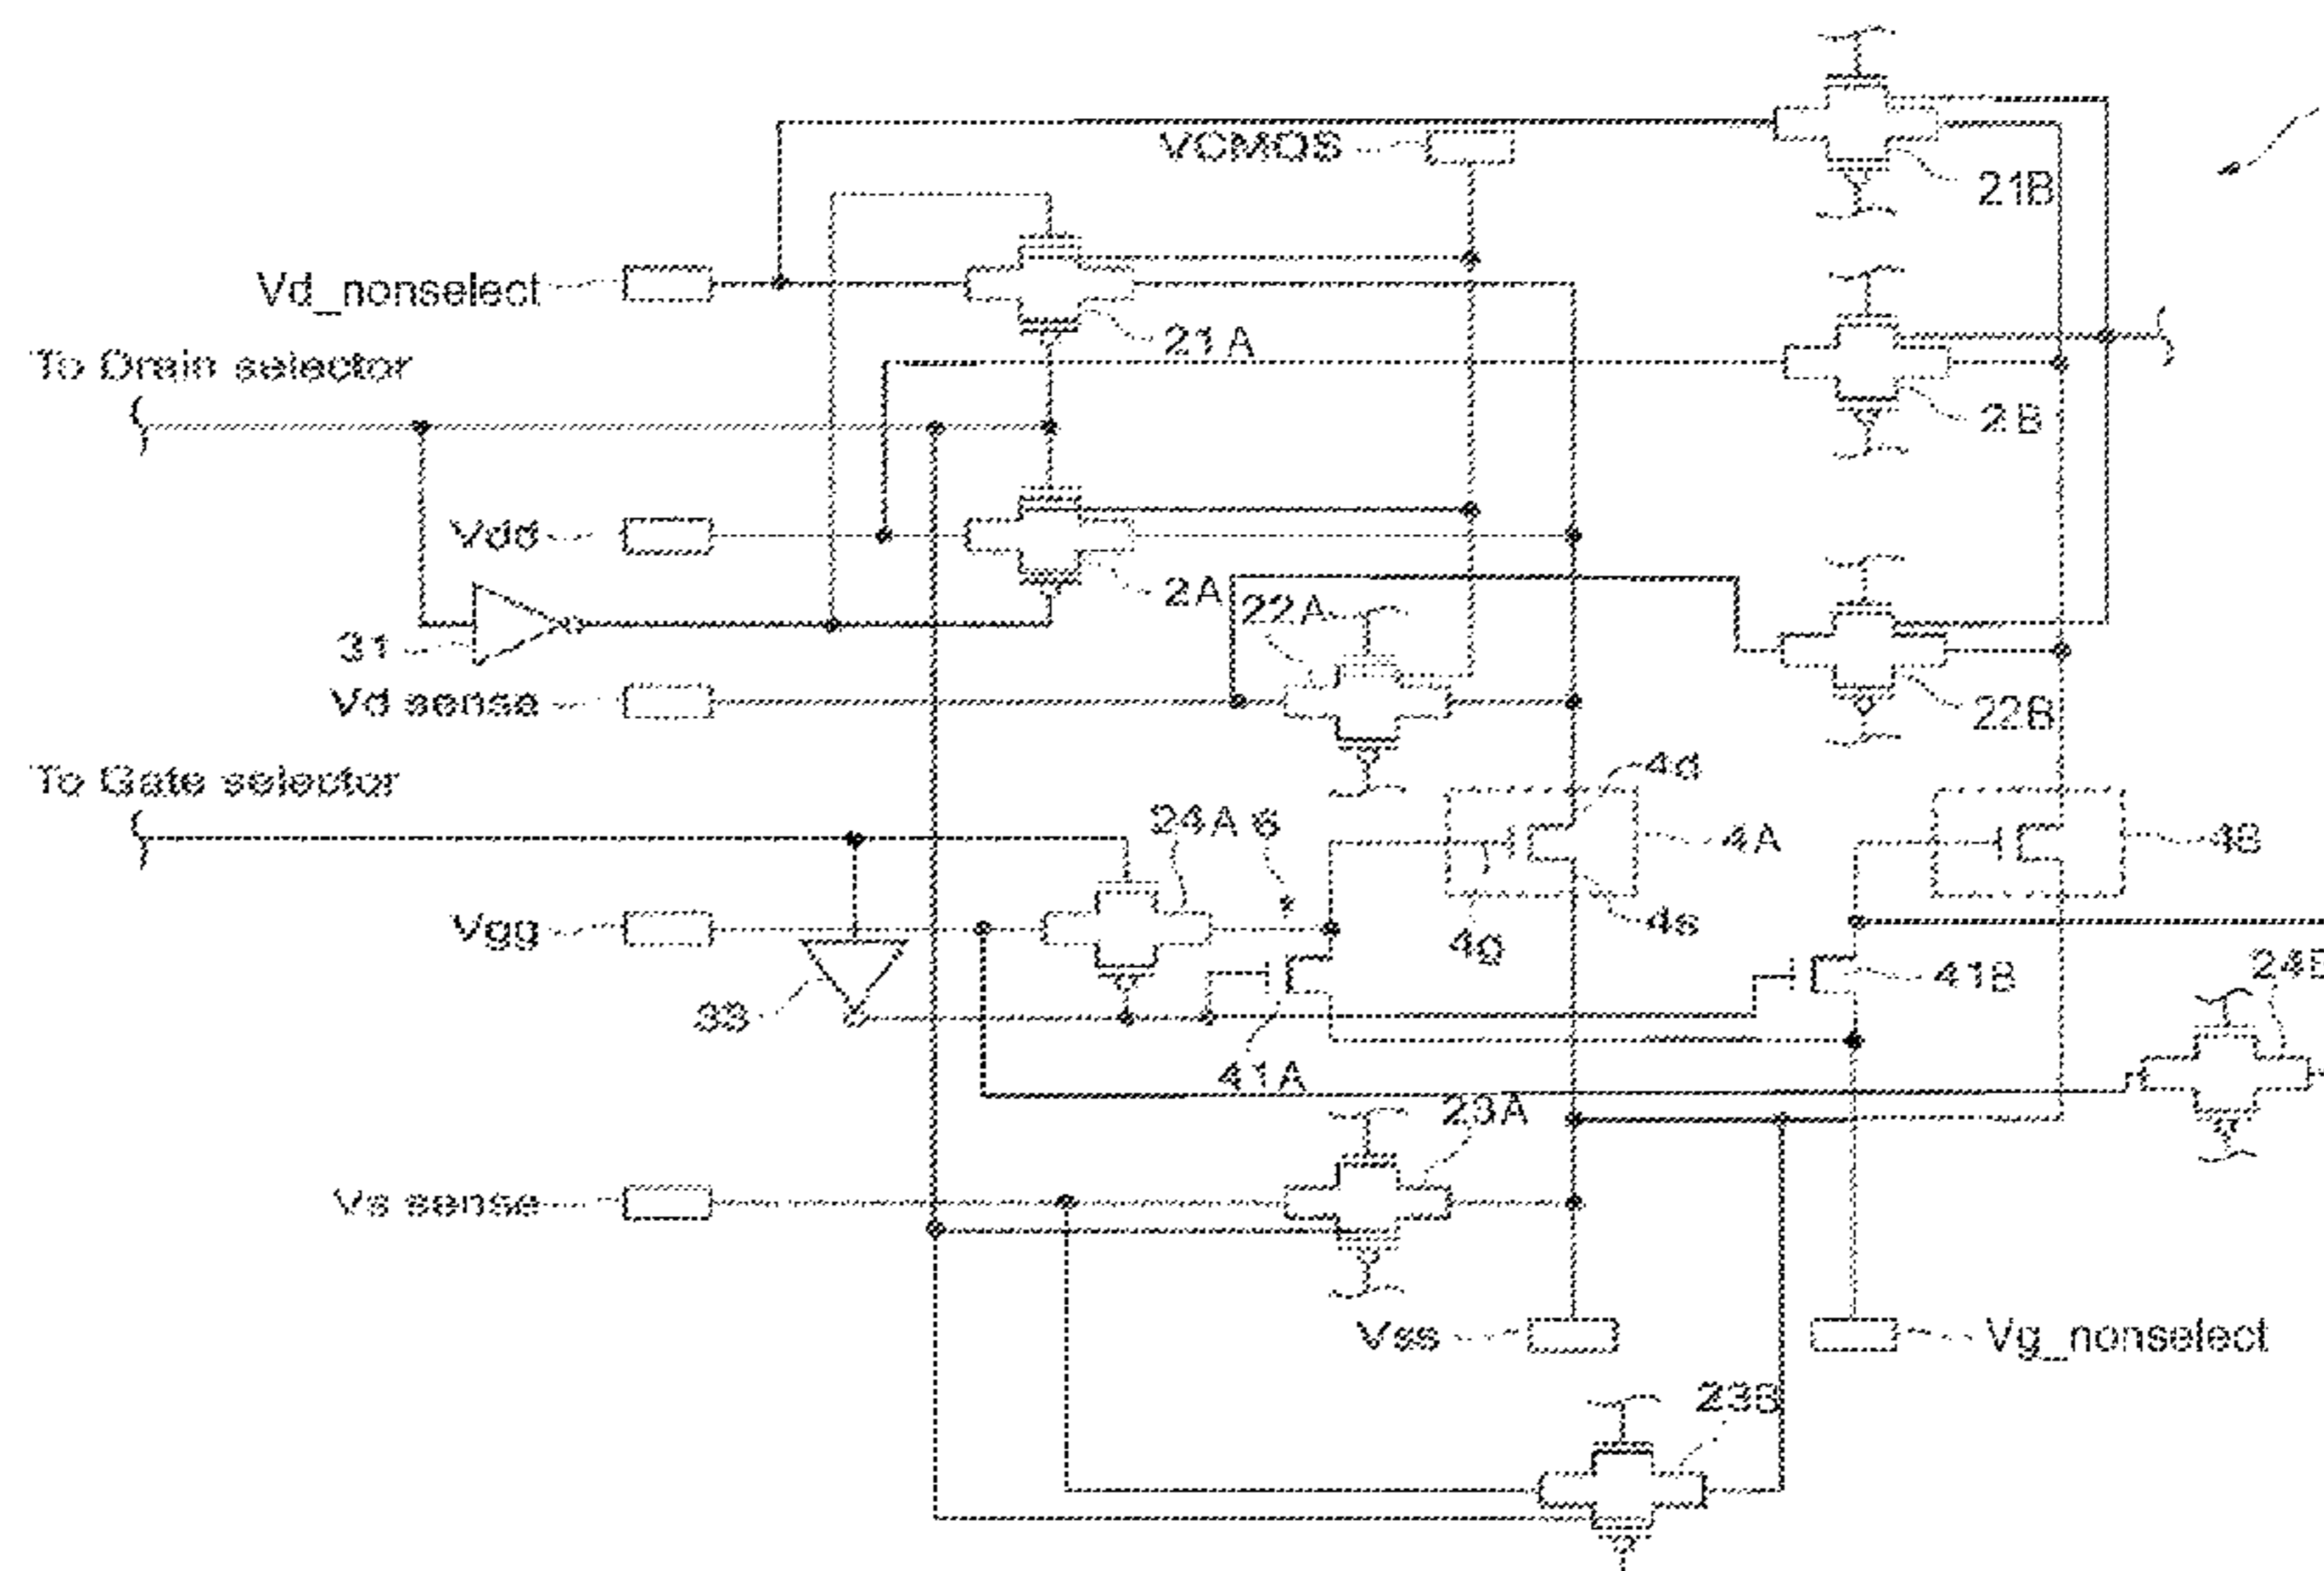 VCMOS
21B
Vd_nonselect
21A
To Drain selector
2B
Vdd
2A
22A
31
Vd sense
22B
4d
To Gate selector
24A
6
4A
4B
Vgg
4g
4s
41B
33
41A
23A
Vs sense
Vss
Vg_nonselect
23B